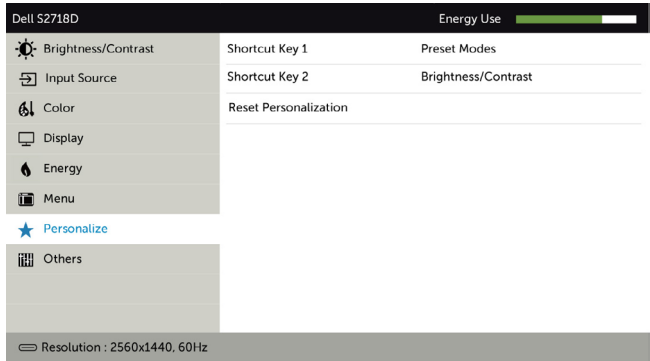 Dell S2718D Energy Use
Brightness/Contrast Shortcut Key 1 Preset Modes
Input Source Shortcut Key 2 Brightness/Contrast
Color Reset Personalization
Display
Energy
Menu
Personalize
Others
Resolution : 2560x1440, 60Hz